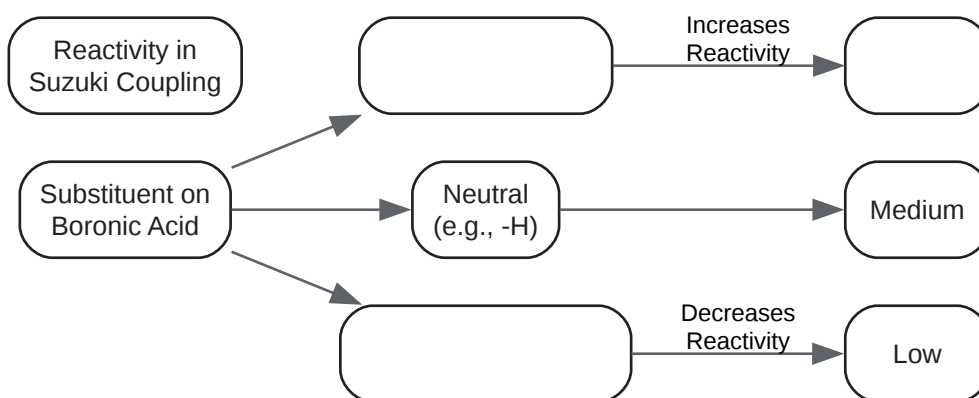 Reactivity in
Suzuki Coupling
Increases
Reactivity
Substituent on
Boronic Acid
Neutral
(e.g., -H)
Medium
Decreases
Reactivity
Low